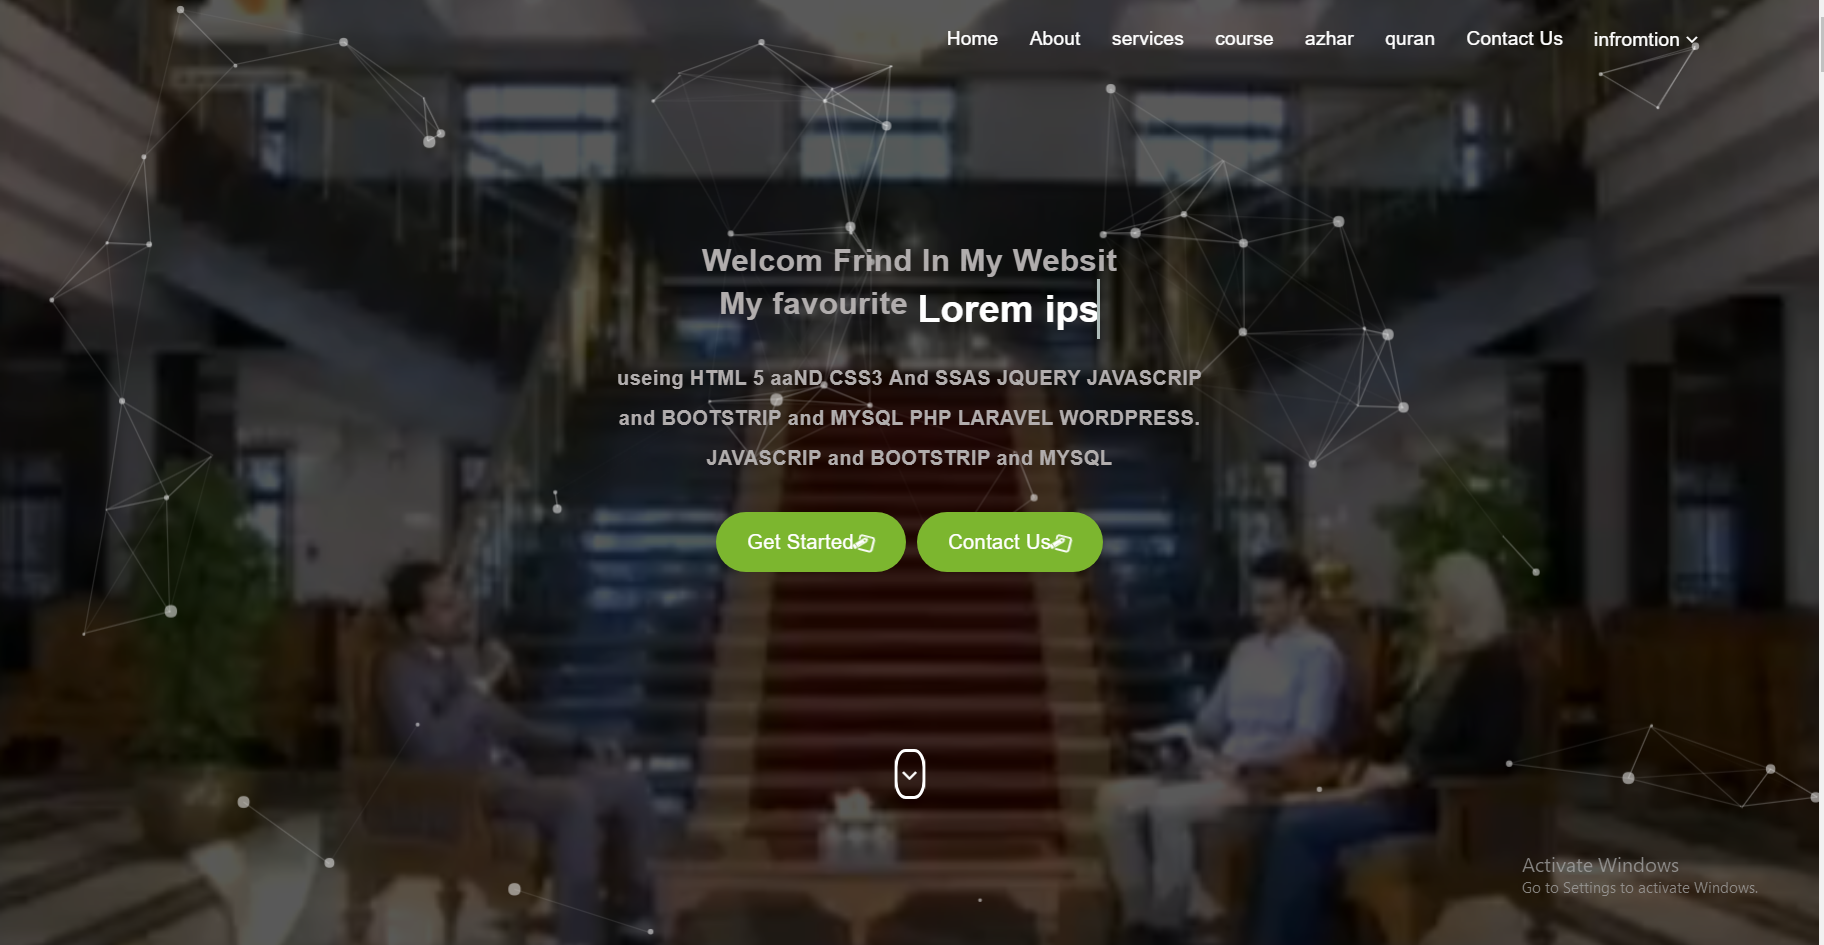 Home About services course azhar quran Contact Us infromtion
Welcom Frind In My Websit
My favourite Lorem ips
useing HTML 5 aaND CSS3 And SSAS JQUERY JAVASCRIP
and BOOTSTRIP and MYSQL PHP LARAVEL WORDPRESS.
JAVASCRIP and BOOTSTRIP and MYSQL
Get Started Contact Us
Activate Windows
Go to Settings to activate Windows.